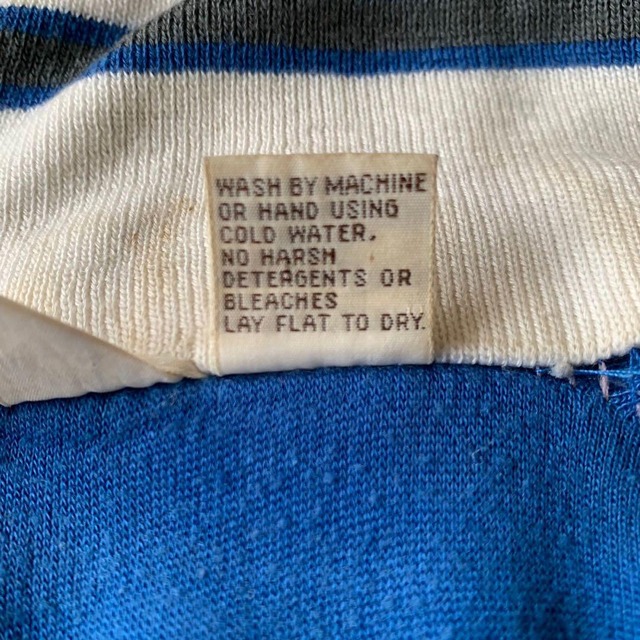 WASH BY MACHINE
OR HAND USING
COLD WATER.
NO HARSH
DETERGENTS OR
BLEACHES
LAY FLAT TO DRY.